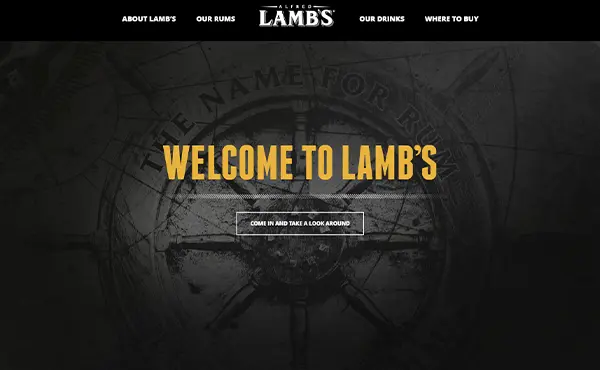 ABOUT LAMB'S
OUR RUMS
ALFRED
LAMB'S
OUR DRINKS
WHERE TO BUY
THE NAME FOR RUM
WELCOME TO LAMB'S
COME IN AND TAKE A LOOK AROUND